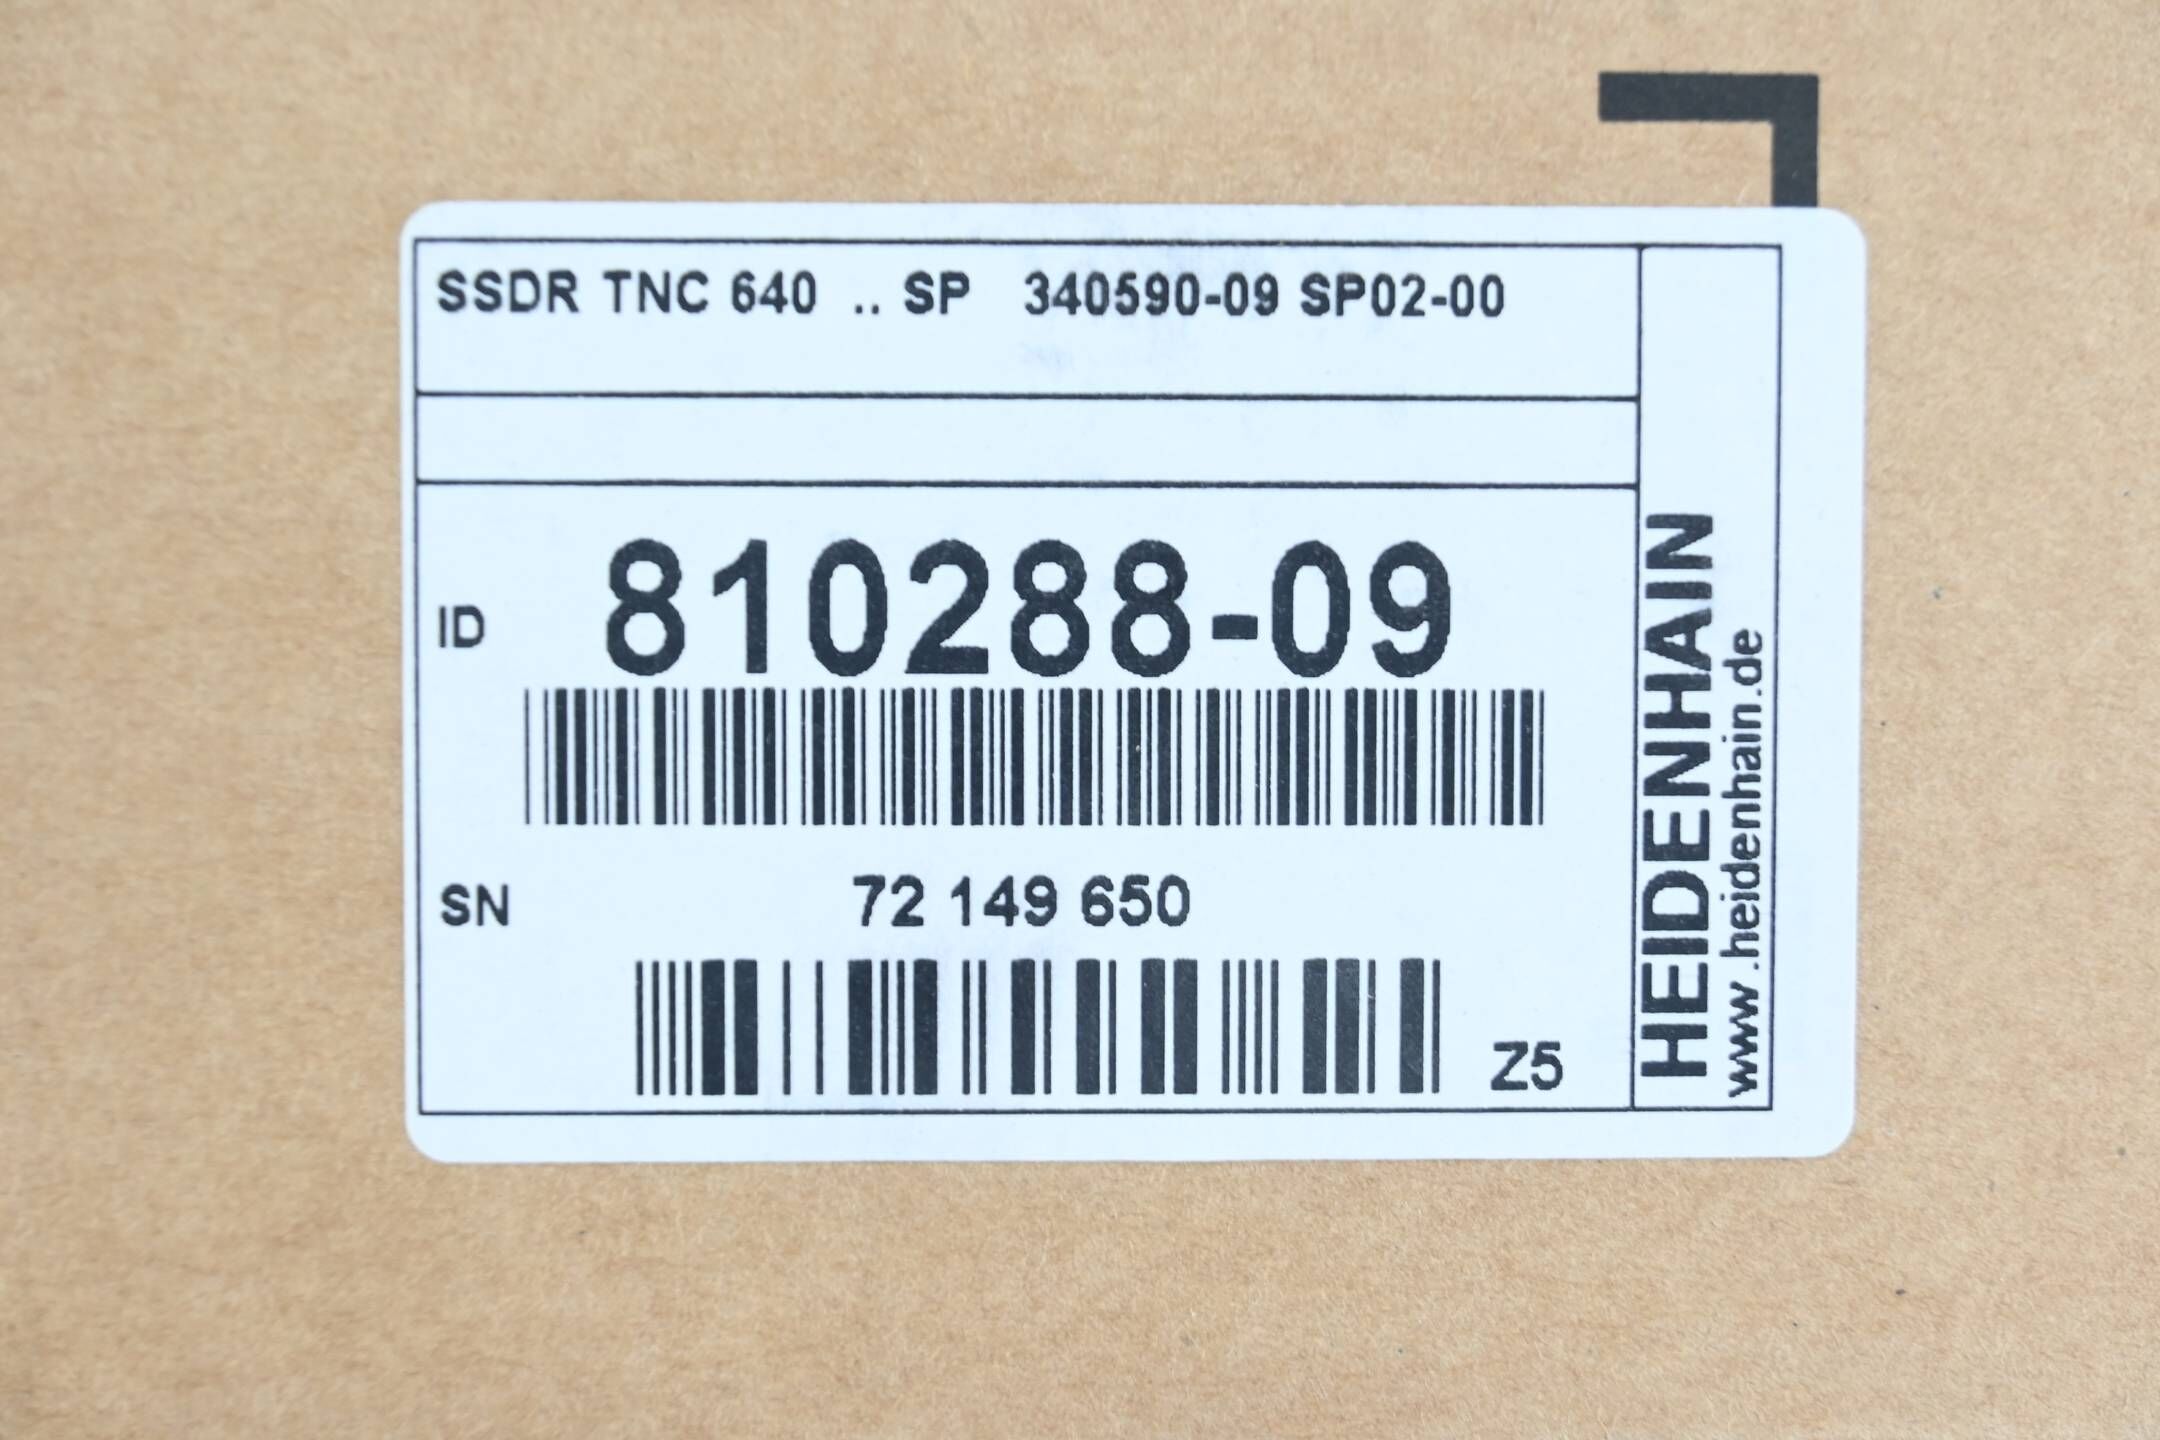 SSDR TNC 640 .. SP 340590-09 SP02-00
ID 810288-09
SN 72 149 650
Z5
HEIDENHAIN
www.heidenhain.de